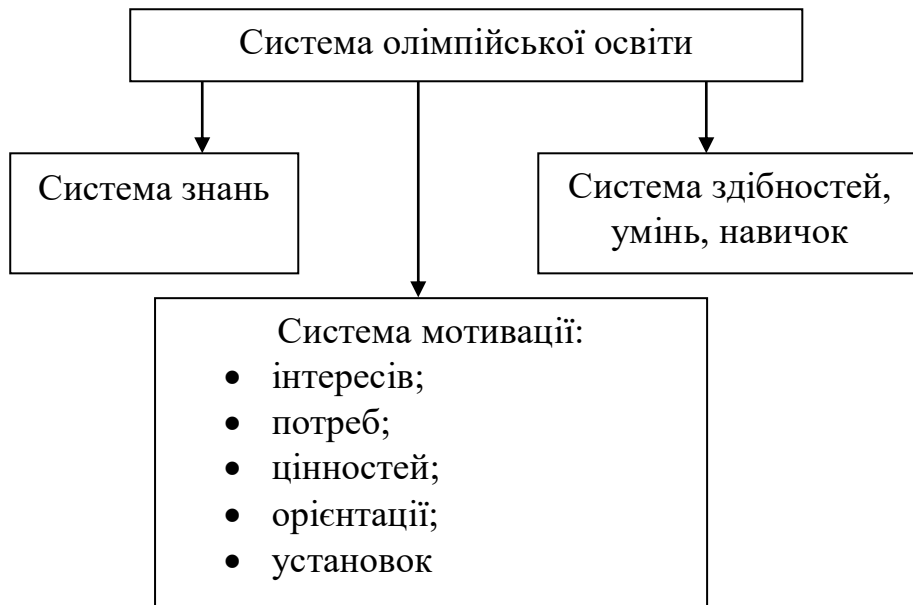 Система олімпійської освіти
Система знань
Система здібностей,
умінь, навичок
Система мотивації:
• інтересів;
• потреб;
• цінностей;
• орієнтації;
• установок